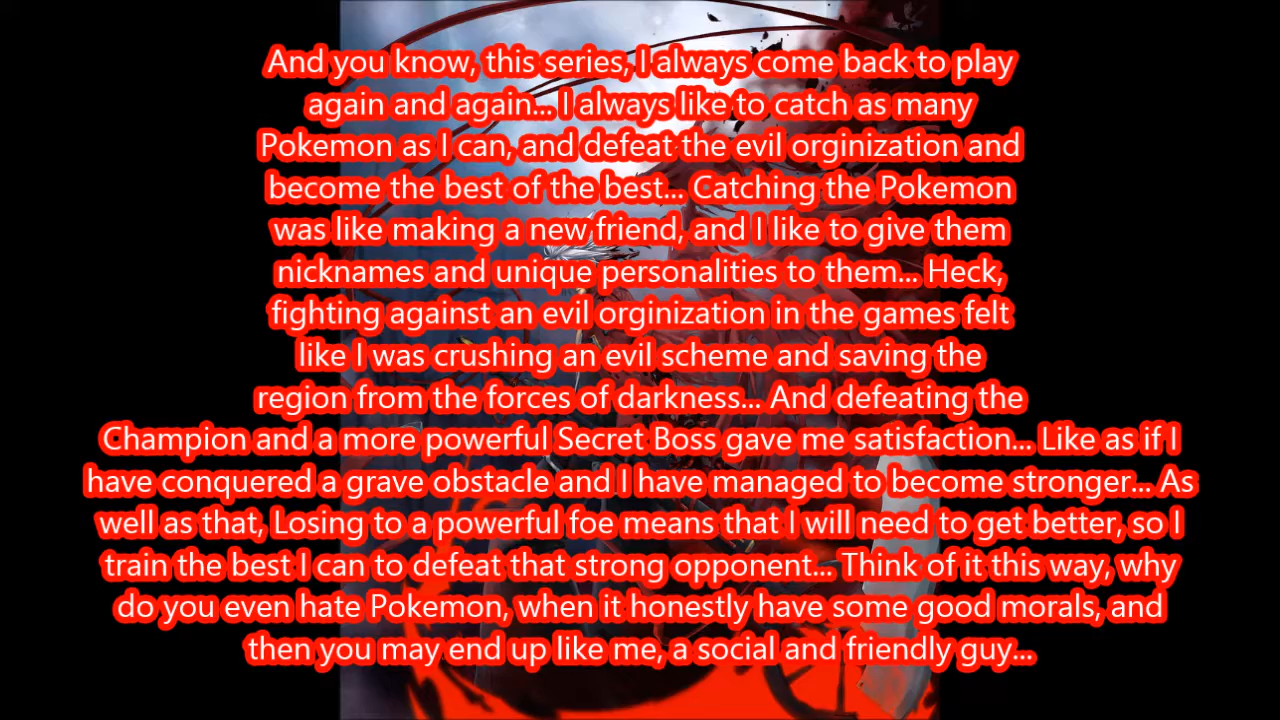 And you know, this series, I always come back to play
again and again... I always like to catch as many
Pokemon as I can, and defeat the evil orginization and
become the best of the best... Catching the Pokemon
was like making a new friend, and I like to give them
nicknames and unique personalities to them... Heck,
fighting against an evil orginization in the games felt
like I was crushing an evil scheme and saving the
region from the forces of darkness... And defeating the
Champion and a more powerful Secret Boss gave me satisfaction... Like as if I
have conquered a grave obstacle and I have managed to become stronger... As
well as that, Losing to a powerful foe means that I will need to get better, so I
train the best I can to defeat that strong opponent... Think of it this way, why
do you even hate Pokemon, when it honestly have some good morals, and
then you may end up like me, a social and friendly guy...